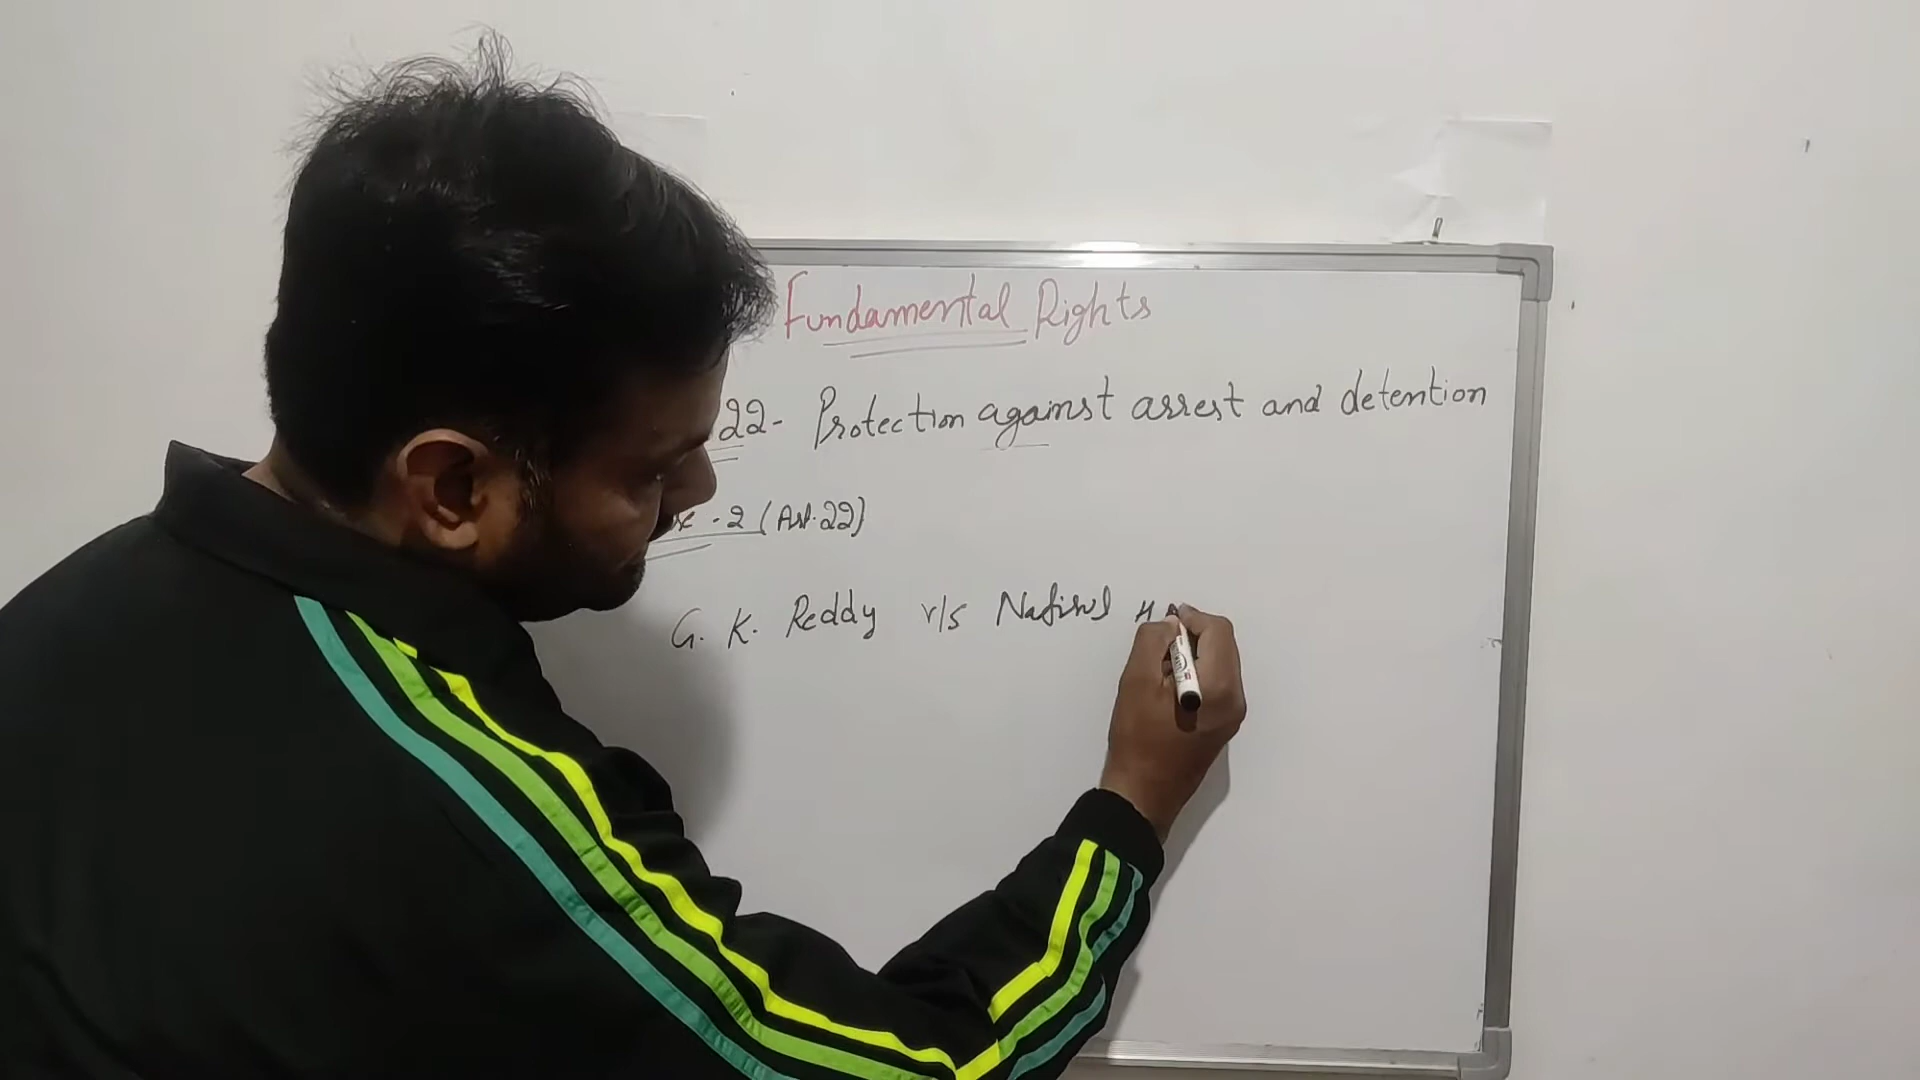 Fundamental Rights
22- Protection against arrest and detention
-2 (Art.22)
G. K. Reddy v/s Nafisul